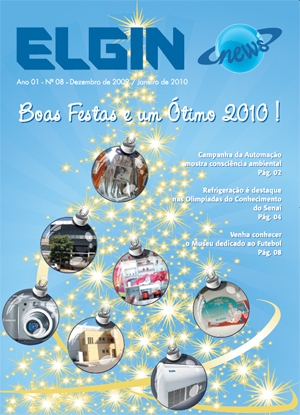 ELGIN news
Ano 01 - Nº 08 - Dezembro de 2009 / Janeiro de 2010
Boas Festas e um Ótimo 2010 !
Campanha da Automação
mostra consciência ambiental
Pág. 02
Refrigeração é destaque
nas Olimpíadas do Conhecimento
do Senai
Pág. 04
Venha conhecer
o Museu dedicado ao Futebol
Pág. 08